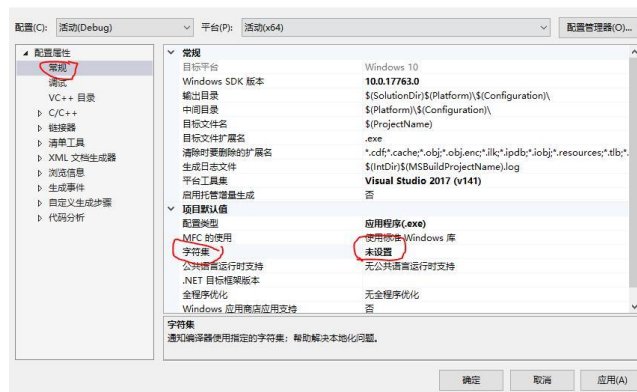 配置(C): 活动(Debug) 平台(P): 活动(x64) 配置管理器(O)...
配置属性
常规
调试
VC++ 目录
C/C++
链接器
清单工具
XML 文档生成器
浏览信息
生成事件
自定义生成步骤
代码分析
常规
目标平台 Windows 10
Windows SDK 版本 10.0.17763.0
输出目录 $(SolutionDir)$(Platform)\$(Configuration)\
中间目录 $(Platform)\$(Configuration)\
目标文件名 $(ProjectName)
目标文件扩展名 .exe
清除时要删除的扩展名 *.cdf;*.cache;*.obj;*.obj.enc;*.ilk;*.ipdb;*.iobj;*.resources;*.tlb;*.
生成日志文件 $(IntDir)$(MSBuildProjectName).log
平台工具集 Visual Studio 2017 (v141)
启用托管增量生成 否
项目默认值
配置类型 应用程序(.exe)
MFC 的使用 使用标准 Windows 库
字符集 未设置
公共语言运行时支持 无公共语言运行时支持
.NET 目标框架版本
全程序优化 无全程序优化
Windows 应用商店应用支持 否
字符集
通知编译器使用指定的字符集; 帮助解决本地化问题。
确定 取消 应用(A)